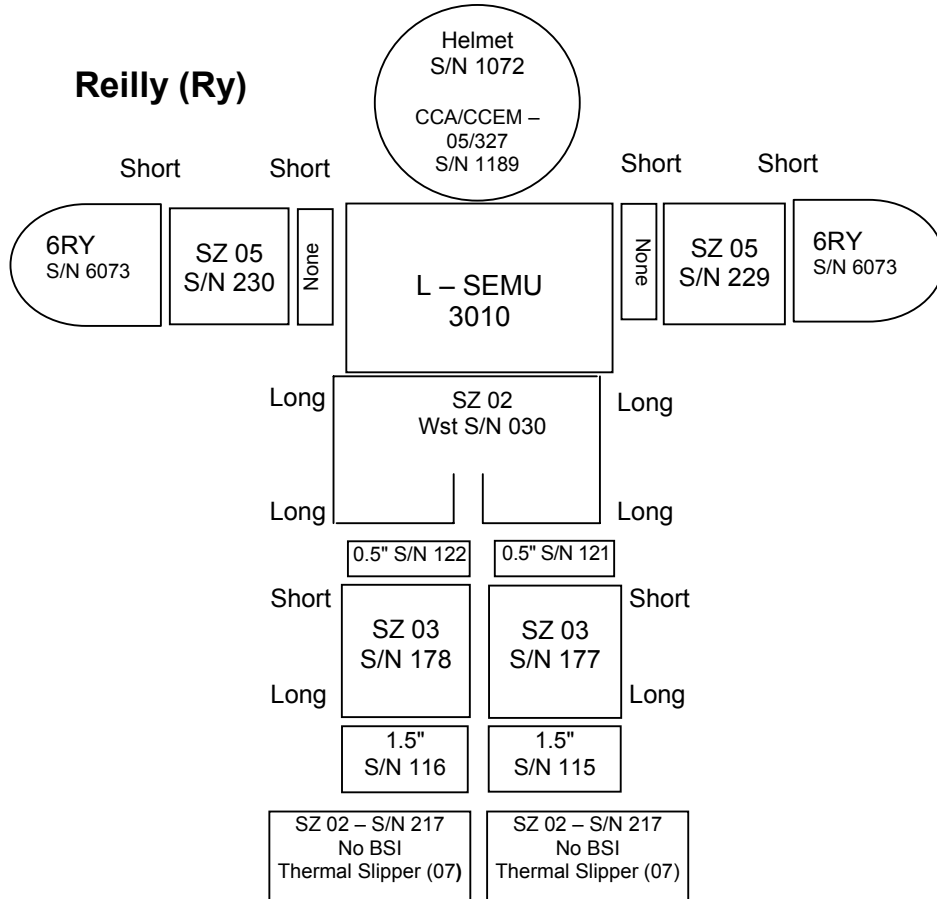 Reilly (Ry)
Helmet
S/N 1072
CCA/CCEM –
05/327
S/N 1189
Short
Short
Short
Short
6RY
S/N 6073
SZ 05
S/N 230
None
L – SEMU
3010
None
SZ 05
S/N 229
6RY
S/N 6073
Long
SZ 02
Wst S/N 030
Long
Long
Long
0.5" S/N 122
0.5" S/N 121
Short
SZ 03
S/N 178
SZ 03
S/N 177
Short
Long
Long
1.5"
S/N 116
1.5"
S/N 115
SZ 02 – S/N 217
No BSI
Thermal Slipper (07)
SZ 02 – S/N 217
No BSI
Thermal Slipper (07)